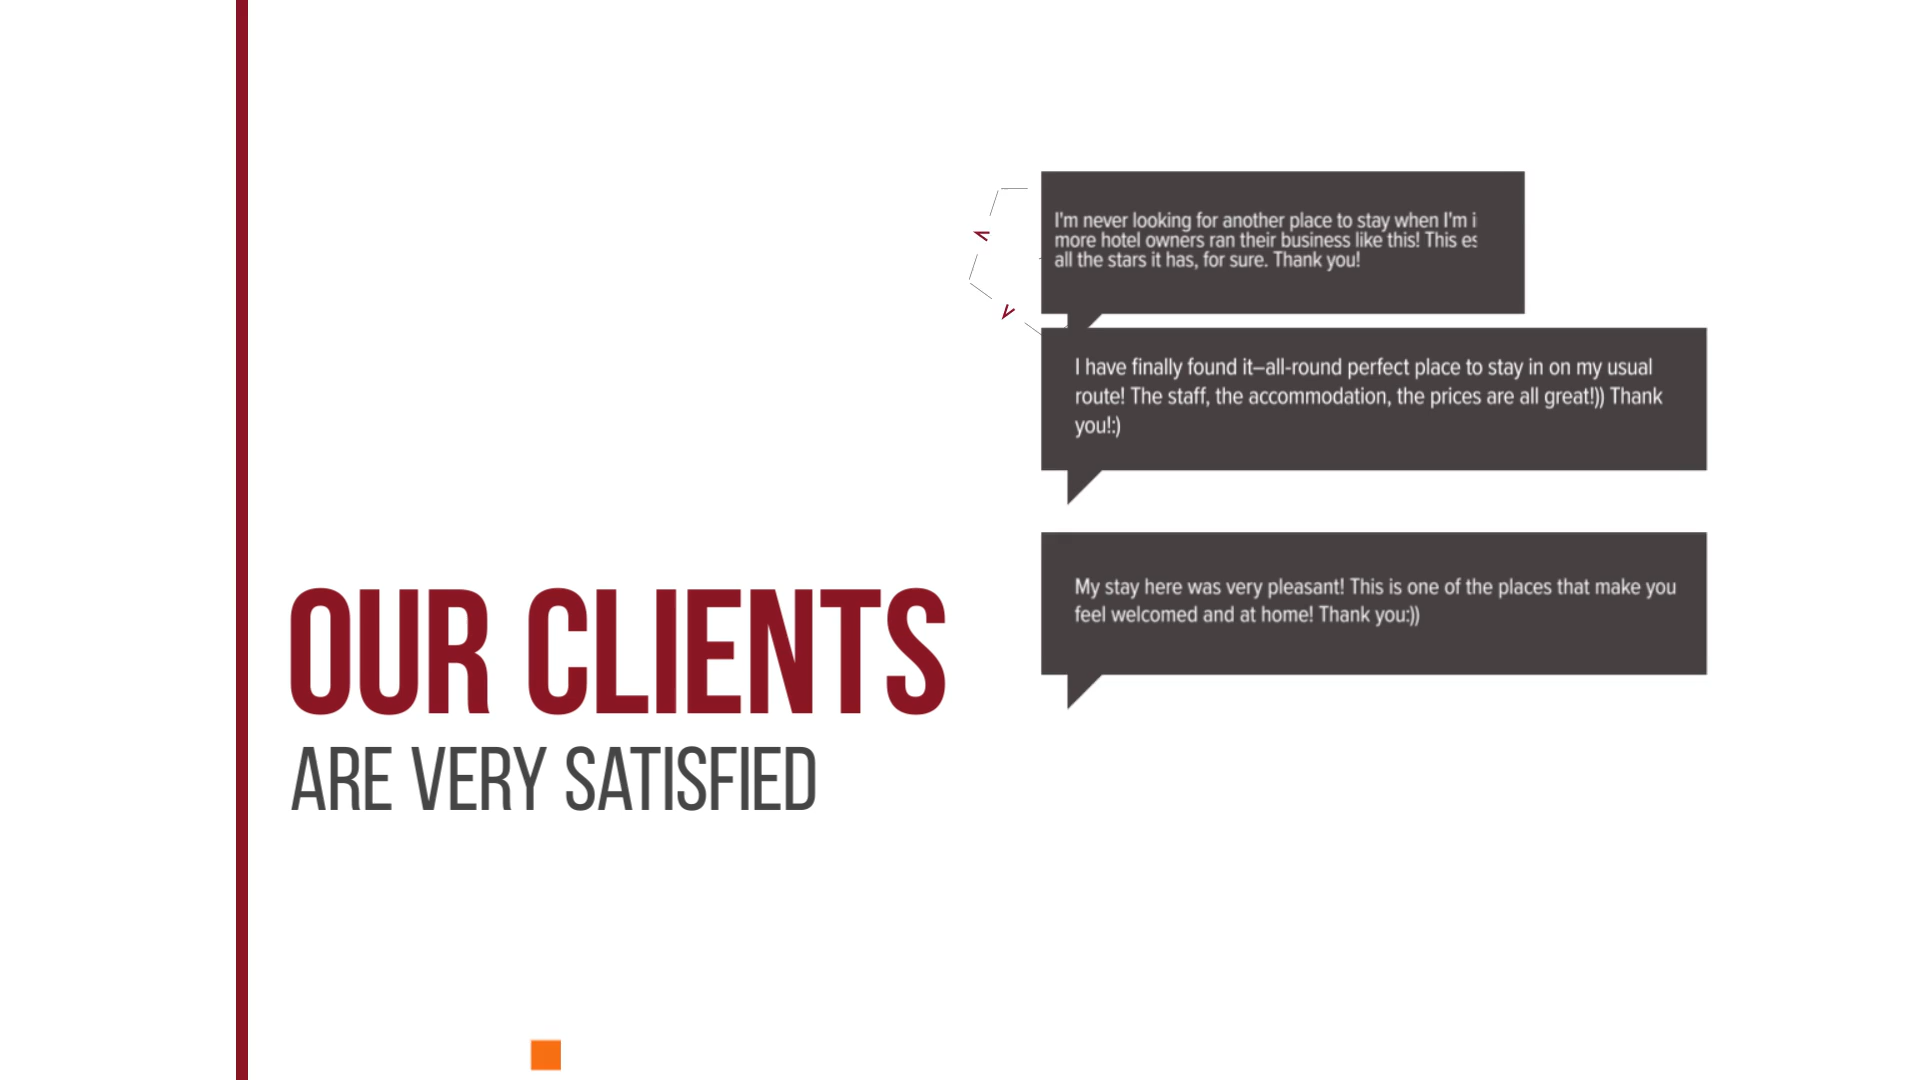 I'm never looking for another place to stay when I'm
more hotel owners ran their business like this! This
all the stars it has, for sure. Thank you!
I have finally found it–all-round perfect place to stay in on my usual
route! The staff, the accommodation, the prices are all great!)) Thank
you!:)
My stay here was very pleasant! This is one of the places that make you
feel welcomed and at home! Thank you:))
OUR CLIENTS
ARE VERY SATISFIED